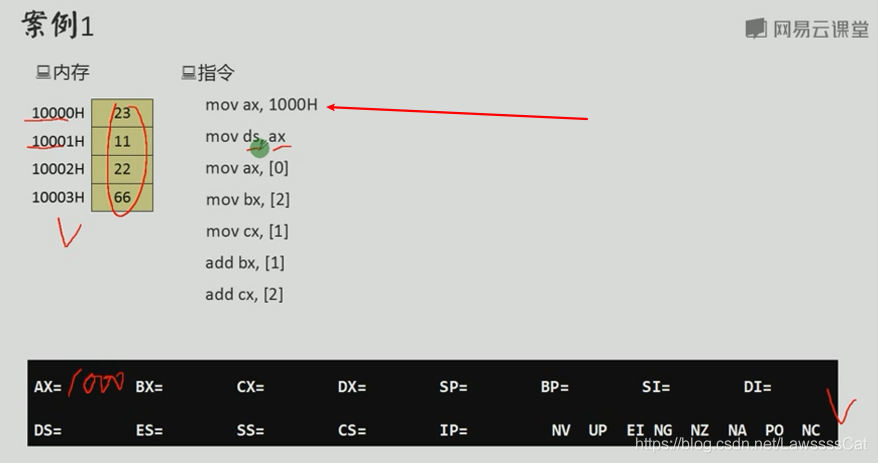 案例1
网易云课堂
内存
指令
10000H 23
10001H 11
10002H 22
10003H 66
mov ax, 1000H
mov ds, ax
mov ax, [0]
mov bx, [2]
mov cx, [1]
add bx, [1]
add cx, [2]
AX= 1000 BX= CX= DX= SP= BP= SI= DI=
DS= ES= SS= CS= IP= NV UP EI NG NZ NA PO NC
https://blog.csdn.net/LawssssCat